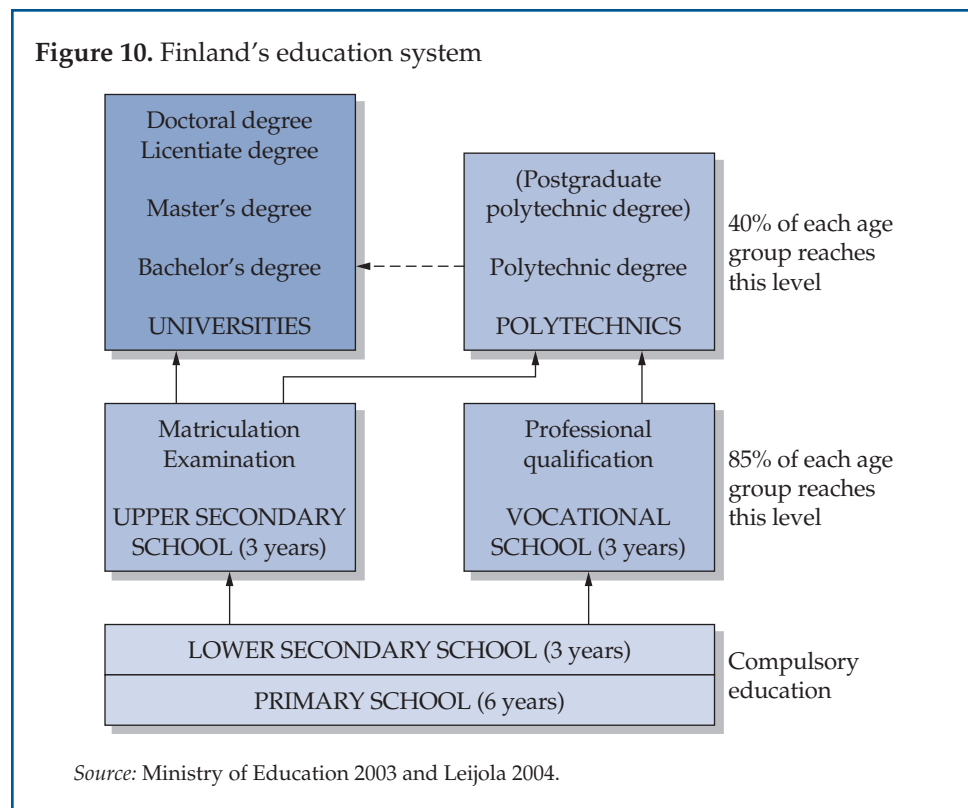 Figure 10. Finland's education system
Doctoral degree
Licentiate degree
Master's degree
Bachelor's degree
UNIVERSITIES
(Postgraduate
polytechnic degree)
Polytechnic degree
POLYTECHNICS
40% of each age
group reaches
this level
Matriculation
Examination
UPPER SECONDARY
SCHOOL (3 years)
Professional
qualification
VOCATIONAL
SCHOOL (3 years)
85% of each age
group reaches
this level
LOWER SECONDARY SCHOOL (3 years)
PRIMARY SCHOOL (6 years)
Compulsory
education
Source: Ministry of Education 2003 and Leijola 2004.